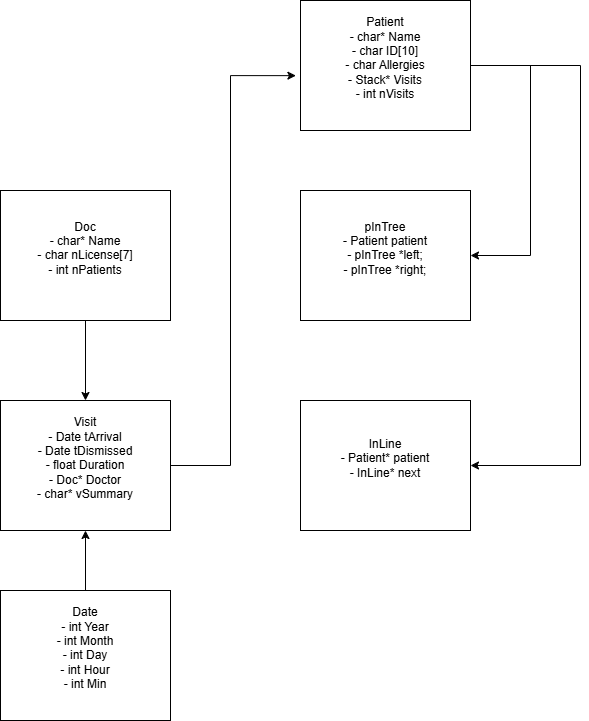 Patient
- char* Name
- char ID[10]
- char Allergies
- Stack* Visits
- int nVisits
Doc
- char* Name
- char nLicense[7]
- int nPatients
pInTree
- Patient patient
- pInTree *left;
- pInTree *right;
Visit
- Date tArrival
- Date tDismissed
- float Duration
- Doc* Doctor
- char* vSummary
InLine
- Patient* patient
- InLine* next
Date
- int Year
- int Month
- int Day
- int Hour
- int Min